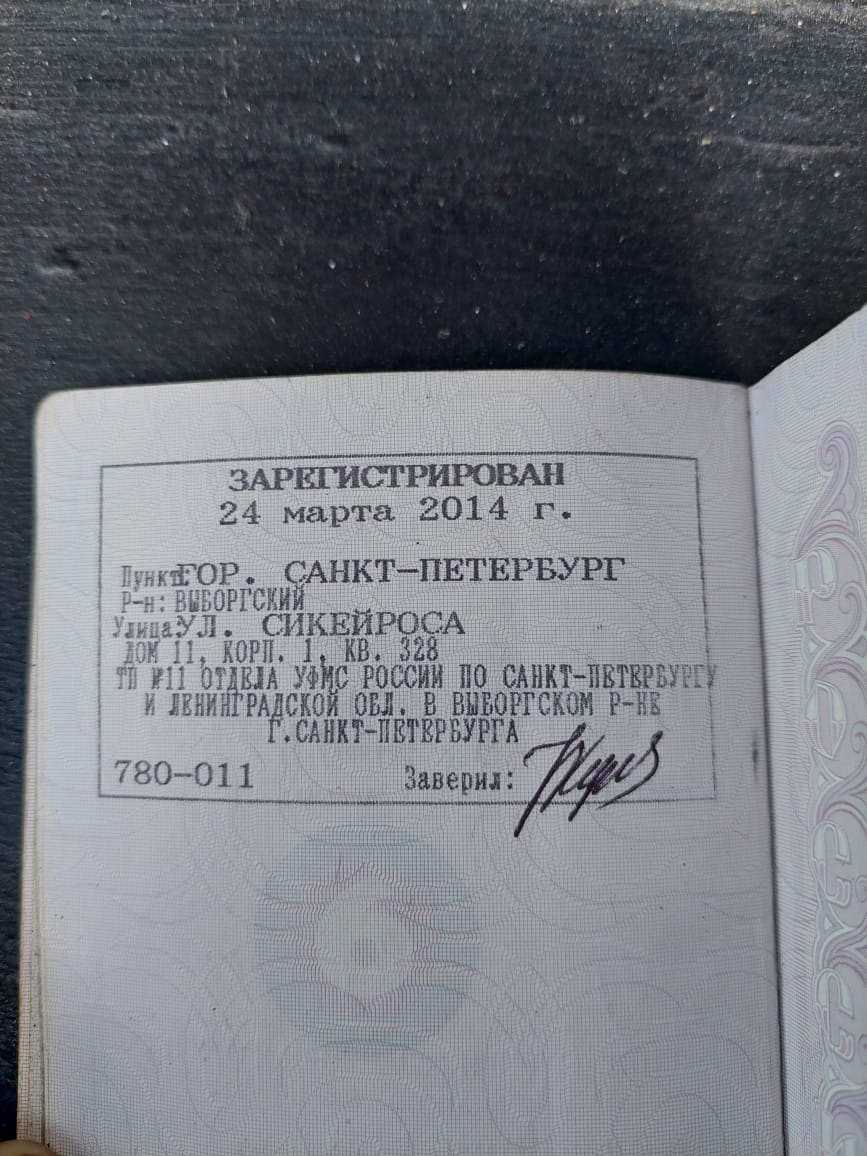 ЗАРЕГИСТРИРОВАН
24 марта 2014 г.
Пункт ГОР. САНКТ-ПЕТЕРБУРГ
Р-н: ВЫБОРГСКИЙ
Улица УЛ. СИКЕЙРОСА
ДОМ 11, КОРП. 1, КВ. 328
ТП №11 ОТДЕЛА УФМС РОССИИ ПО САНКТ-ПЕТЕРБУРГУ
И ЛЕНИНГРАДСКОЙ ОБЛ. В ВЫБОРГСКОМ Р-НЕ
Г.САНКТ-ПЕТЕРБУРГА
780-011 Заверил: